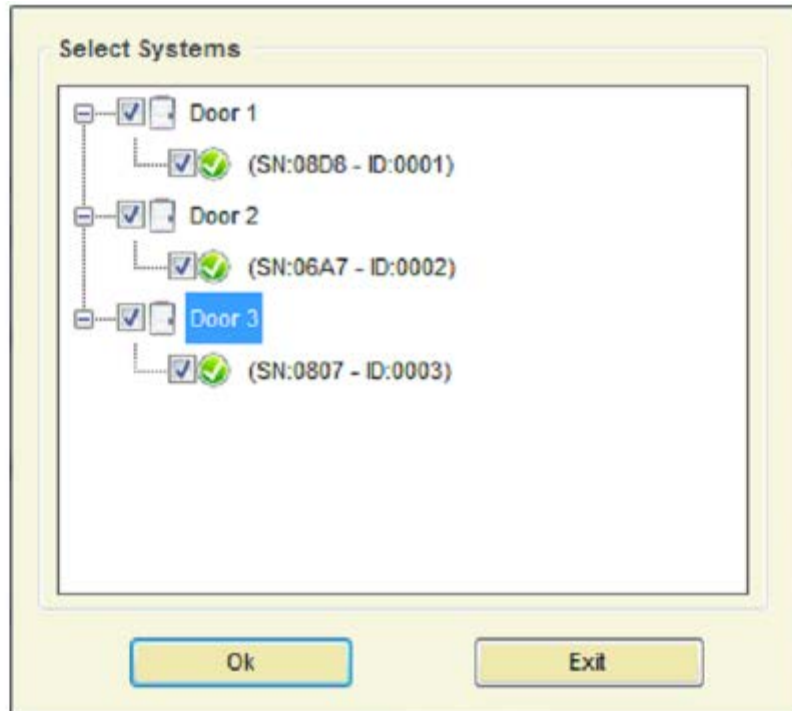 Select Systems
Door 1
(SN:08D8 - ID:0001)
Door 2
(SN:06A7 - ID:0002)
Door 3
(SN:0807 - ID:0003)
Ok Exit